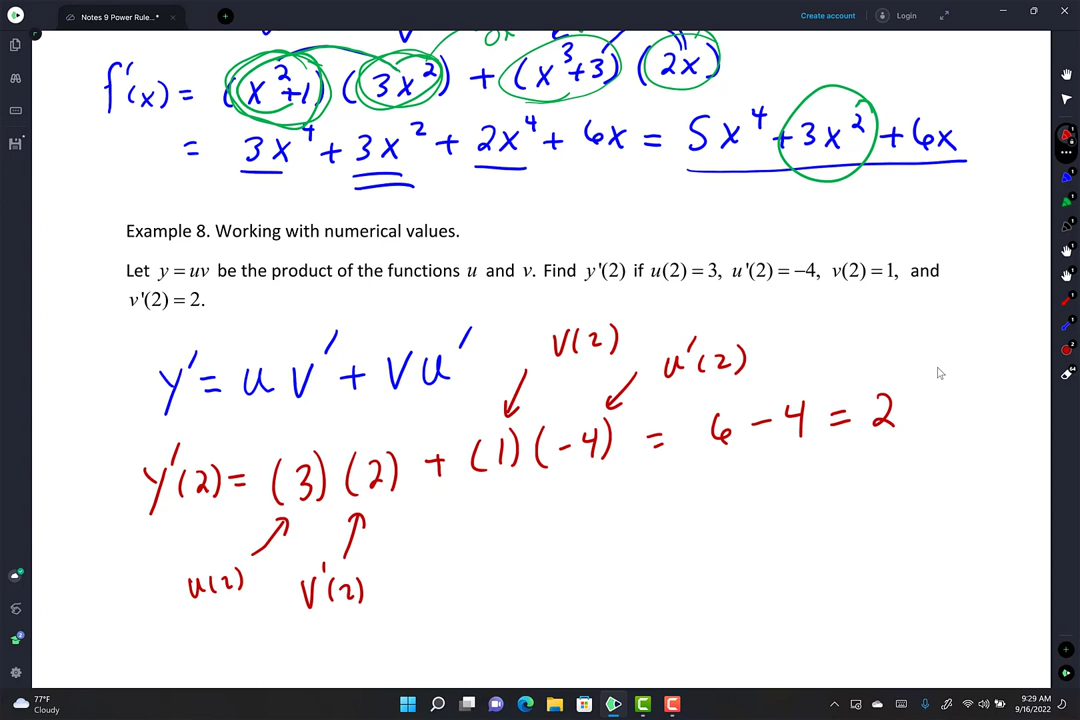 Notes 9 Power Rule...*
Create account
Login
or
f'(x) = (x²+1) (3x²) + (x³+3) (2x)
= 3x⁴ + 3x² + 2x⁴ + 6x = 5x⁴ + 3x² + 6x
Example 8. Working with numerical values.
Let y = uv be the product of the functions u and v. Find y'(2) if u(2) = 3, u'(2) = −4, v(2) = 1, and
v'(2) = 2.
y' = u v' + v u'
v(2)
u'(2)
y'(2) = (3) (2) + (1) (-4) = 6 - 4 = 2
u(2) v'(2)
77°F
Cloudy
9:29 AM
9/16/2022